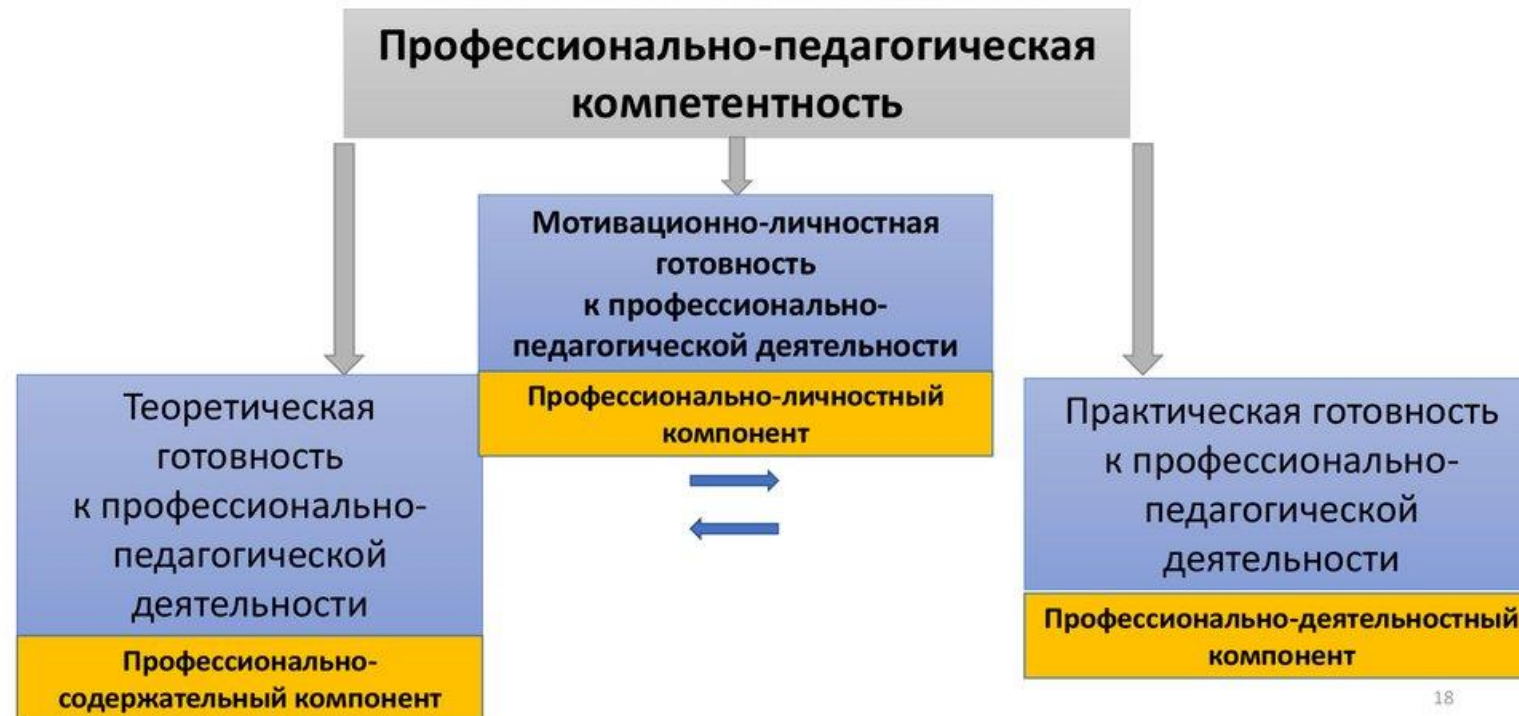 Профессионально-педагогическая
компетентность
Мотивационно-личностная
готовность
к профессионально-
педагогической деятельности
Профессионально-личностный
компонент
Теоретическая
готовность
к профессионально-
педагогической
деятельности
Профессионально-
содержательный компонент
Практическая готовность
к профессионально-
педагогической
деятельности
Профессионально-деятельностный
компонент
18